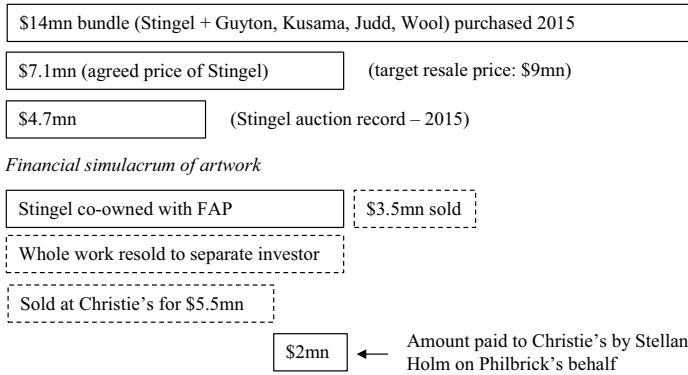 $14mn bundle (Stingel + Guyton, Kusama, Judd, Wool) purchased 2015
$7.1mn (agreed price of Stingel) (target resale price: $9mn)
$4.7mn (Stingel auction record – 2015)
Financial simulacrum of artwork
Stingel co-owned with FAP $3.5mn sold
Whole work resold to separate investor
Sold at Christie’s for $5.5mn
$2mn Amount paid to Christie’s by Stellan
Holm on Philbrick’s behalf